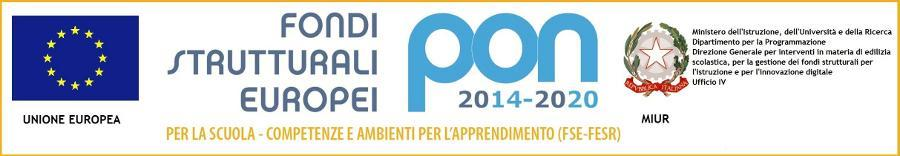 UNIONE EUROPEA
FONDI
STRUTTURALI
EUROPEI
pon
2014-2020
PER LA SCUOLA - COMPETENZE E AMBIENTI PER L'APPRENDIMENTO (FSE-FESR)
REPVBBLICA ITALIANA
MIUR
Ministero dell'Istruzione, dell'Università e della Ricerca
Dipartimento per la Programmazione
Direzione Generale per interventi in materia di edilizia
scolastica, per la gestione dei fondi strutturali per
l'istruzione e per l'innovazione digitale
Ufficio IV